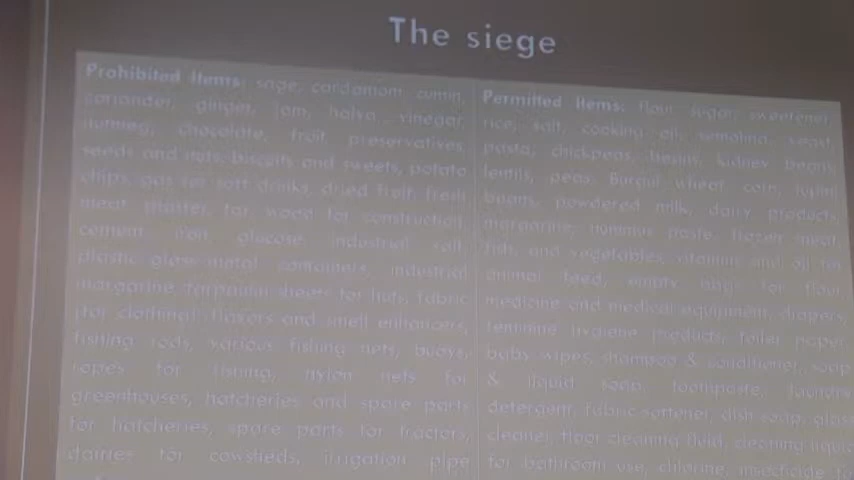 The siege
Prohibited Items: sage, cardamom, cumin,
coriander, ginger, jam, halva, vinegar,
nutmeg, chocolate, fruit preservatives,
seeds and nuts, biscuits and sweets, potato
chips, gas for soft drinks, dried fruit, fresh
meat, plaster, tar, wood for construction,
cement, iron, glucose, industrial salt,
plastic/glass/metal containers, industrial
margarine, tarpaulin sheets for huts, fabric
(for clothing), flavors and smell enhancers,
fishing rods, various fishing nets, buoys,
ropes for fishing, nylon nets for
greenhouses, hatcheries and spare parts
for hatcheries, spare parts for tractors,
dairies for cowsheds, irrigation pipe
Permitted Items: flour, sugar, sweetener,
rice, salt, cooking oil, semolina, yeast,
pasta, chickpeas, beans, kidney beans,
lentils, peas, Burgul wheat, corn, lupini
beans, powdered milk, dairy products,
margarine, hummus paste, frozen meat,
fish, and vegetables, vitamins and oil for
animal feed, empty bags for flour,
medicine and medical equipment, diapers,
feminine hygiene products, toilet paper,
baby wipes, shampoo & conditioner, soap
& liquid soap, toothpaste, laundry
detergent, fabric softener, dish soap, glass
cleaner, floor cleaning fluid, cleaning liquid
for bathroom use, chlorine, insecticide